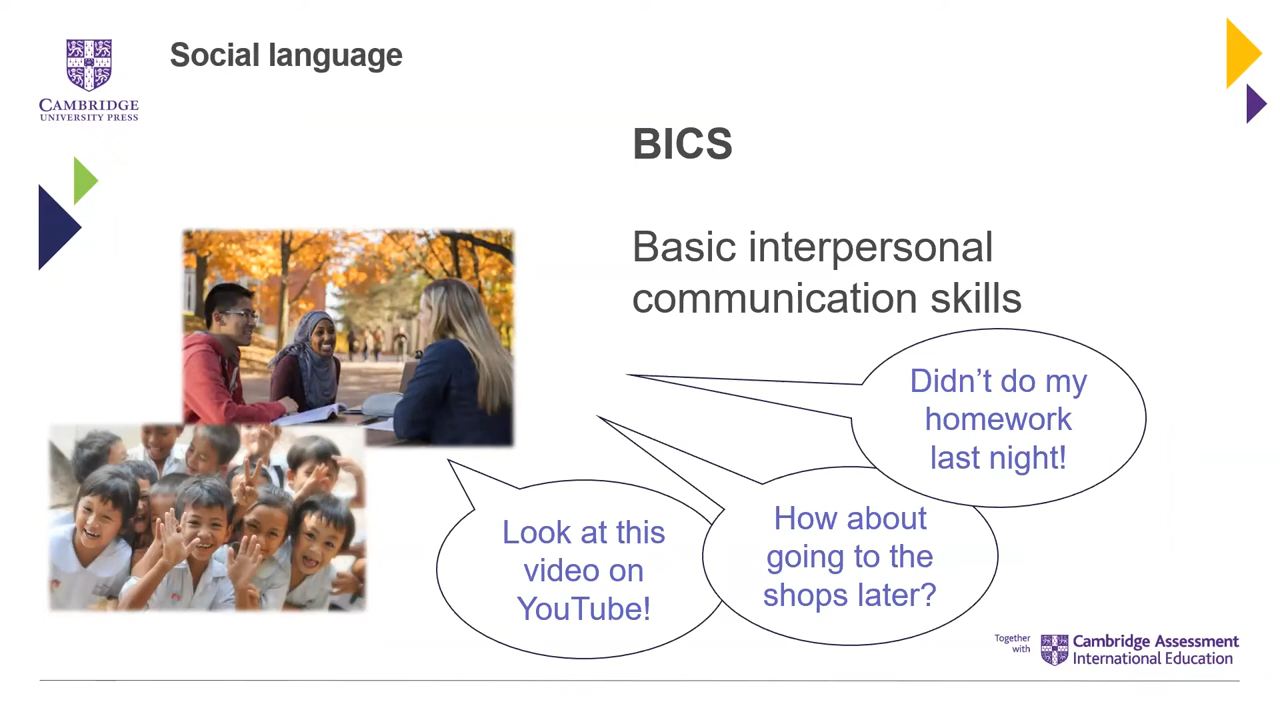 Social language
CAMBRIDGE
UNIVERSITY PRESS
BICS
Basic interpersonal
communication skills
Didn’t do my
homework
last night!
How about
going to the
shops later?
Look at this
video on
YouTube!
Together
with
Cambridge Assessment
International Education